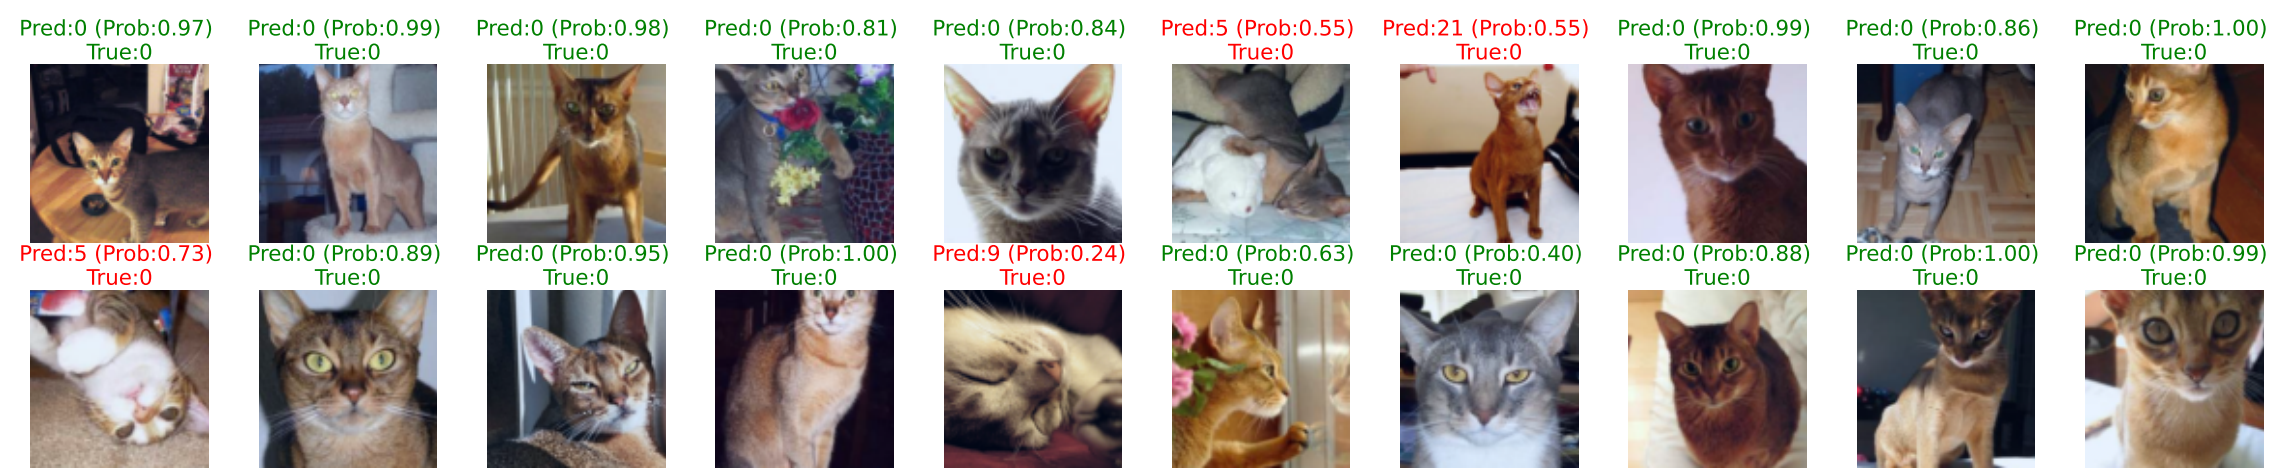 Pred:0 (Prob:0.97)
True:0
Pred:0 (Prob:0.99)
True:0
Pred:0 (Prob:0.98)
True:0
Pred:0 (Prob:0.81)
True:0
Pred:0 (Prob:0.84)
True:0
Pred:5 (Prob:0.55)
True:0
Pred:21 (Prob:0.55)
True:0
Pred:0 (Prob:0.99)
True:0
Pred:0 (Prob:0.86)
True:0
Pred:0 (Prob:1.00)
True:0
Pred:5 (Prob:0.73)
True:0
Pred:0 (Prob:0.89)
True:0
Pred:0 (Prob:0.95)
True:0
Pred:0 (Prob:1.00)
True:0
Pred:9 (Prob:0.24)
True:0
Pred:0 (Prob:0.63)
True:0
Pred:0 (Prob:0.40)
True:0
Pred:0 (Prob:0.88)
True:0
Pred:0 (Prob:1.00)
True:0
Pred:0 (Prob:0.99)
True:0